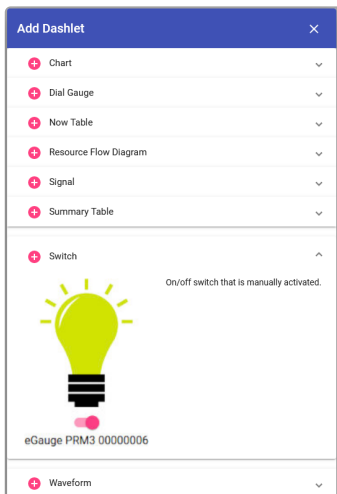 Add Dashlet
Chart
Dial Gauge
Now Table
Resource Flow Diagram
Signal
Summary Table
Switch
On/off switch that is manually activated.
eGauge PRM3 00000006
Waveform